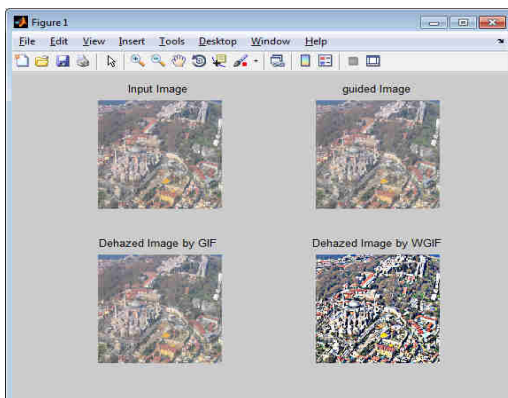 Figure 1
File Edit View Insert Tools Desktop Window Help
Input Image
guided Image
Dehazed Image by GIF
Dehazed Image by WGIF